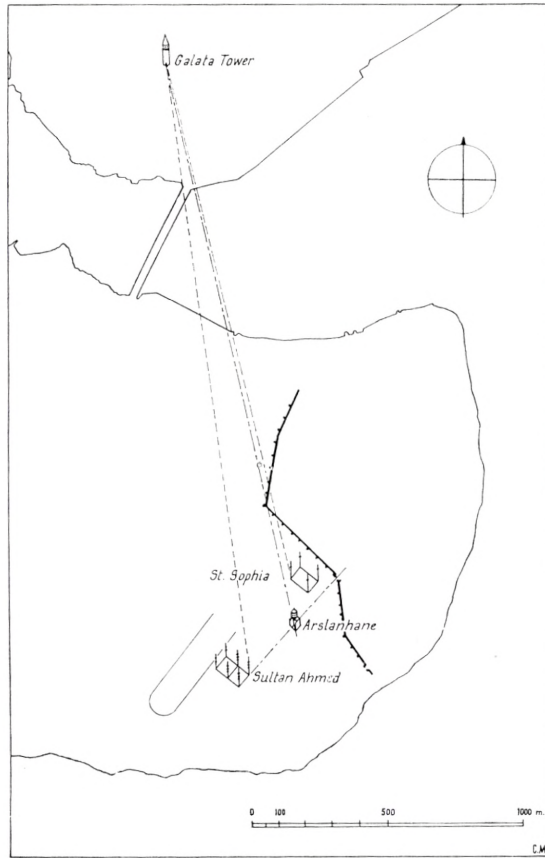 Galata Tower
St. Sophia
Arslanhane
Sultan Ahmed
0 100 500 1000 m.
C.M